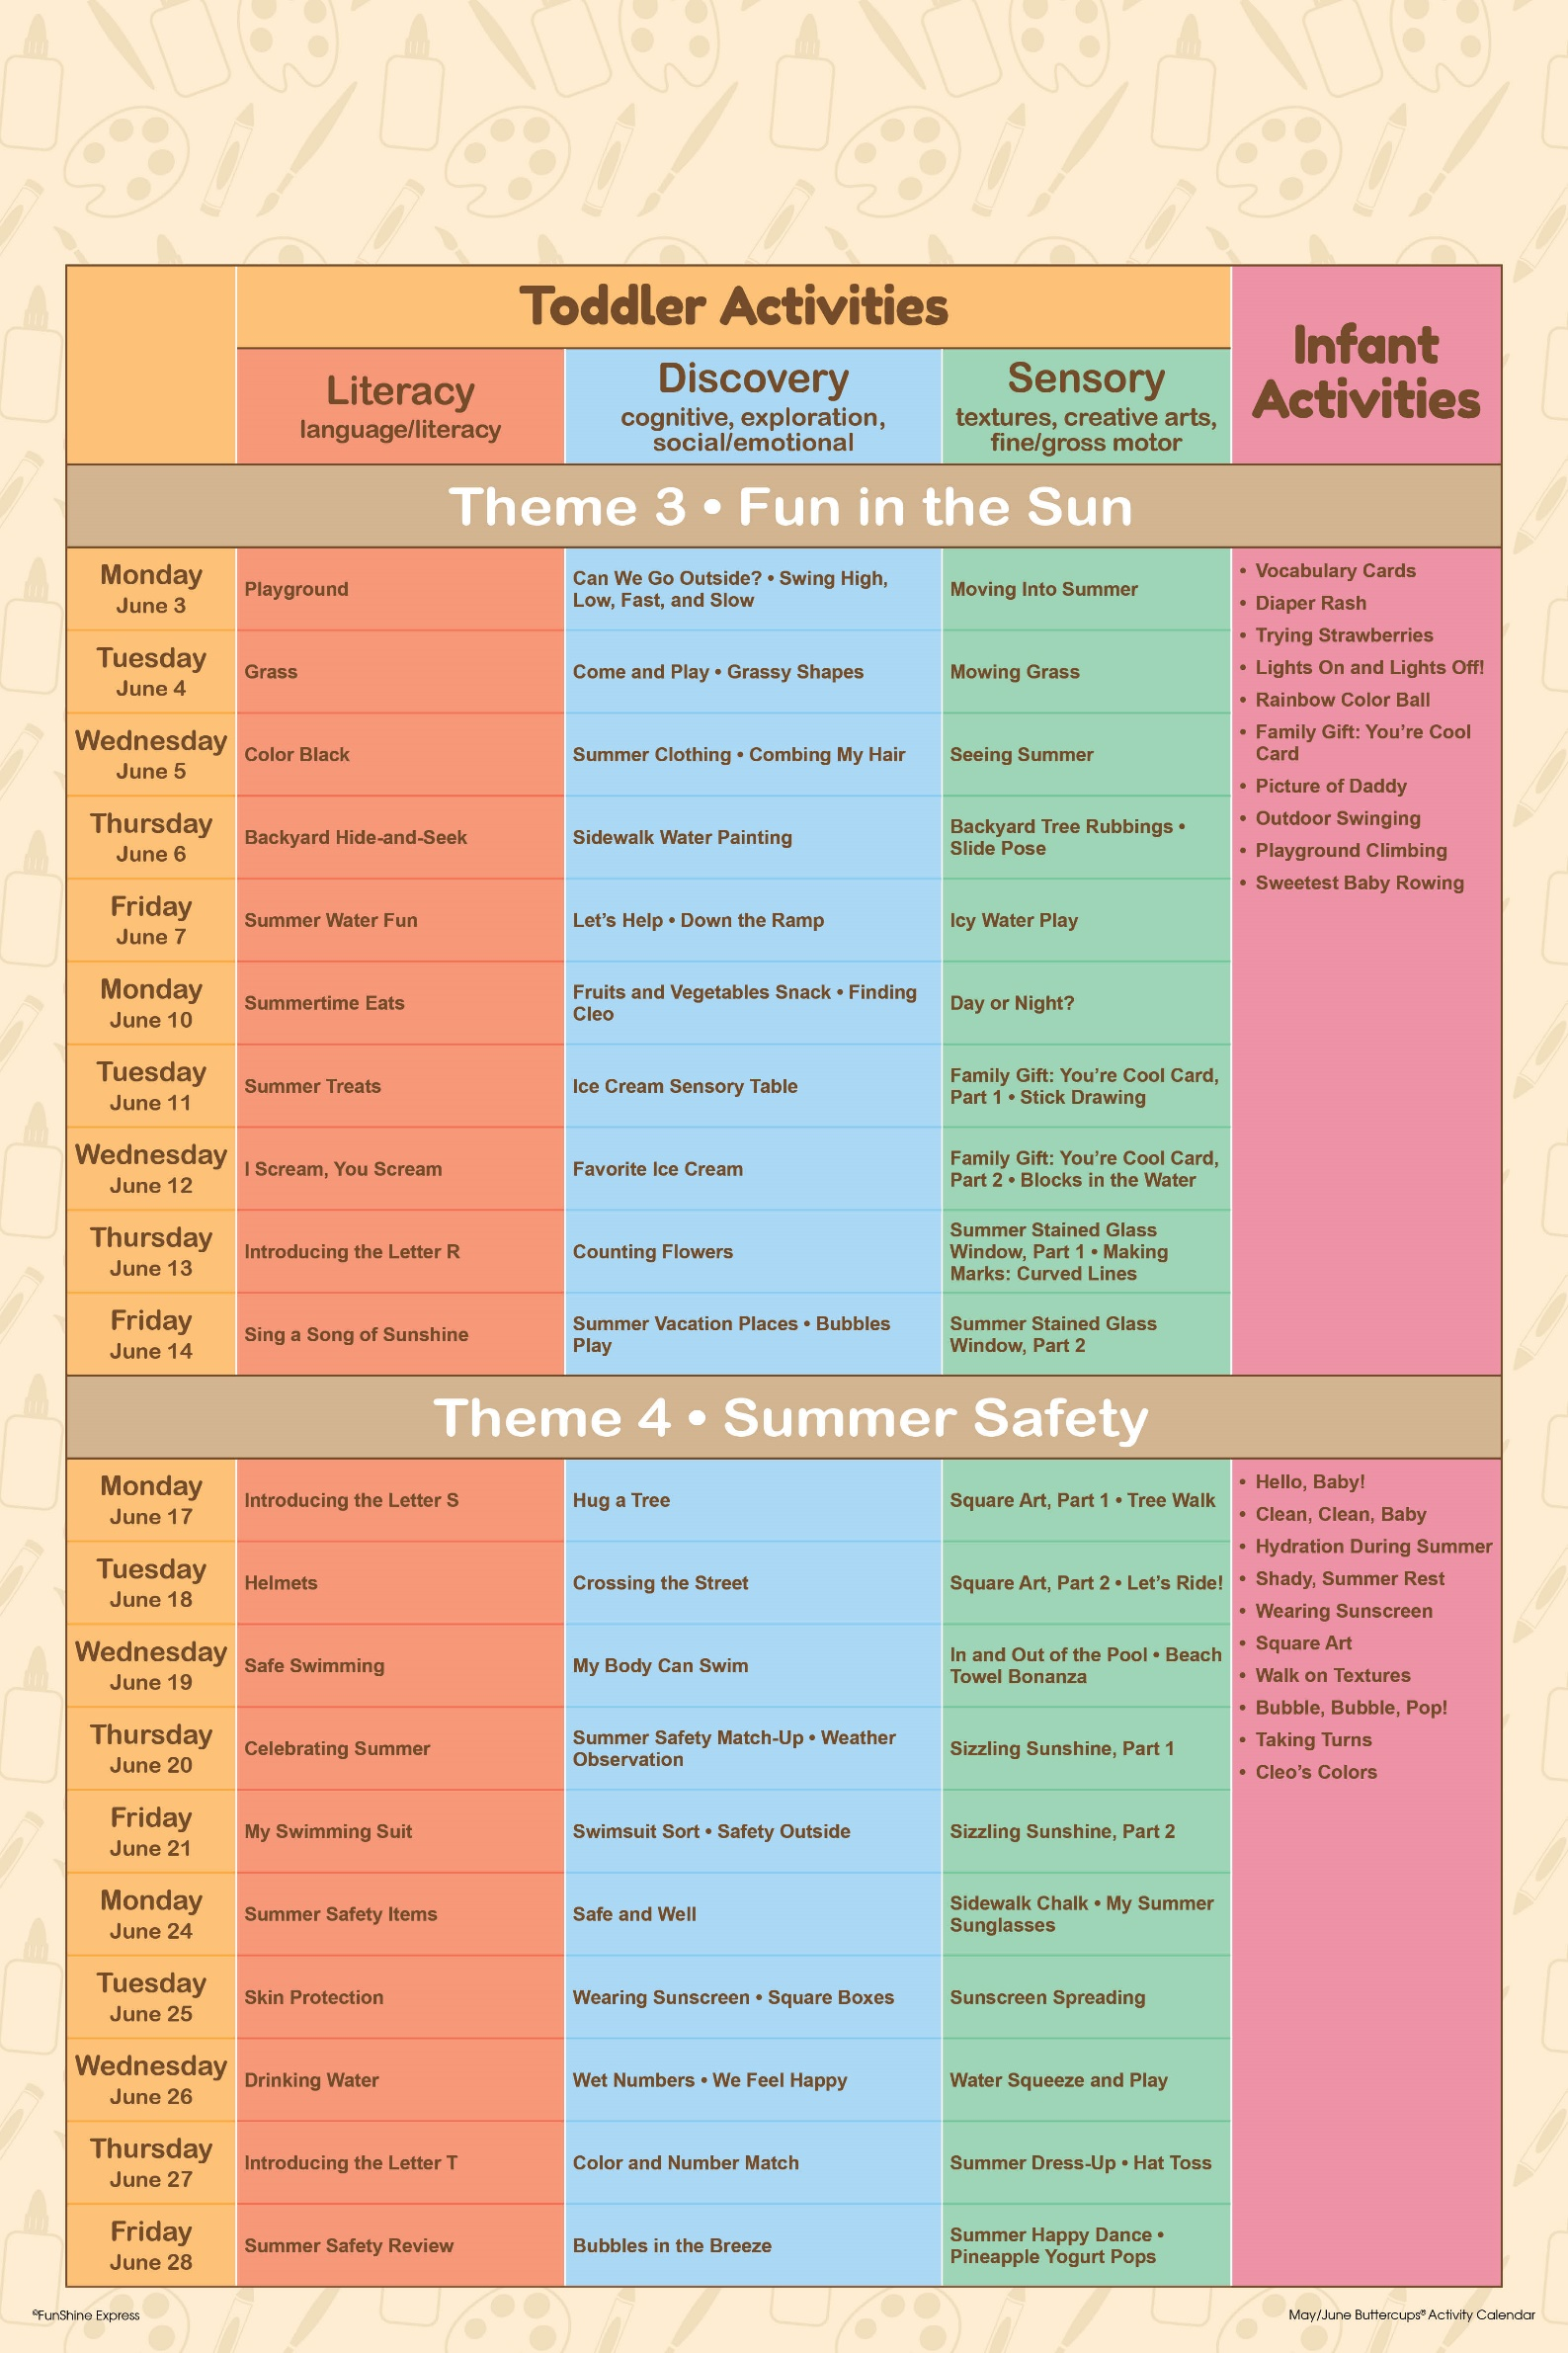 Toddler Activities
Infant
Activities
Literacy
language/literacy
Discovery
cognitive, exploration,
social/emotional
Sensory
textures, creative arts,
fine/gross motor
Theme 3 • Fun in the Sun
Monday
June 3
Playground
Can We Go Outside? • Swing High,
Low, Fast, and Slow
Moving Into Summer
Tuesday
June 4
Grass
Come and Play • Grassy Shapes
Mowing Grass
Wednesday
June 5
Color Black
Summer Clothing • Combing My Hair
Seeing Summer
Thursday
June 6
Backyard Hide-and-Seek
Sidewalk Water Painting
Backyard Tree Rubbings •
Slide Pose
Friday
June 7
Summer Water Fun
Let's Help • Down the Ramp
Icy Water Play
Monday
June 10
Summertime Eats
Fruits and Vegetables Snack • Finding
Cleo
Day or Night?
Tuesday
June 11
Summer Treats
Ice Cream Sensory Table
Family Gift: You're Cool Card,
Part 1 • Stick Drawing
Wednesday
June 12
I Scream, You Scream
Favorite Ice Cream
Family Gift: You're Cool Card,
Part 2 • Blocks in the Water
Thursday
June 13
Introducing the Letter R
Counting Flowers
Summer Stained Glass
Window, Part 1 • Making
Marks: Curved Lines
Friday
June 14
Sing a Song of Sunshine
Summer Vacation Places • Bubbles
Play
Summer Stained Glass
Window, Part 2
• Vocabulary Cards
• Diaper Rash
• Trying Strawberries
• Lights On and Lights Off!
• Rainbow Color Ball
• Family Gift: You're Cool
Card
• Picture of Daddy
• Outdoor Swinging
• Playground Climbing
• Sweetest Baby Rowing
Theme 4 • Summer Safety
Monday
June 17
Introducing the Letter S
Hug a Tree
Square Art, Part 1 • Tree Walk
Tuesday
June 18
Helmets
Crossing the Street
Square Art, Part 2 • Let's Ride!
Wednesday
June 19
Safe Swimming
My Body Can Swim
In and Out of the Pool • Beach
Towel Bonanza
Thursday
June 20
Celebrating Summer
Summer Safety Match-Up • Weather
Observation
Sizzling Sunshine, Part 1
Friday
June 21
My Swimming Suit
Swimsuit Sort • Safety Outside
Sizzling Sunshine, Part 2
Monday
June 24
Summer Safety Items
Safe and Well
Sidewalk Chalk • My Summer
Sunglasses
Tuesday
June 25
Skin Protection
Wearing Sunscreen • Square Boxes
Sunscreen Spreading
Wednesday
June 26
Drinking Water
Wet Numbers • We Feel Happy
Water Squeeze and Play
Thursday
June 27
Introducing the Letter T
Color and Number Match
Summer Dress-Up • Hat Toss
Friday
June 28
Summer Safety Review
Bubbles in the Breeze
Summer Happy Dance •
Pineapple Yogurt Pops
• Hello, Baby!
• Clean, Clean, Baby
• Hydration During Summer
• Shady, Summer Rest
• Wearing Sunscreen
• Square Art
• Walk on Textures
• Bubble, Bubble, Pop!
• Taking Turns
• Cleo's Colors
©FunShine Express
May/June Buttercups® Activity Calendar